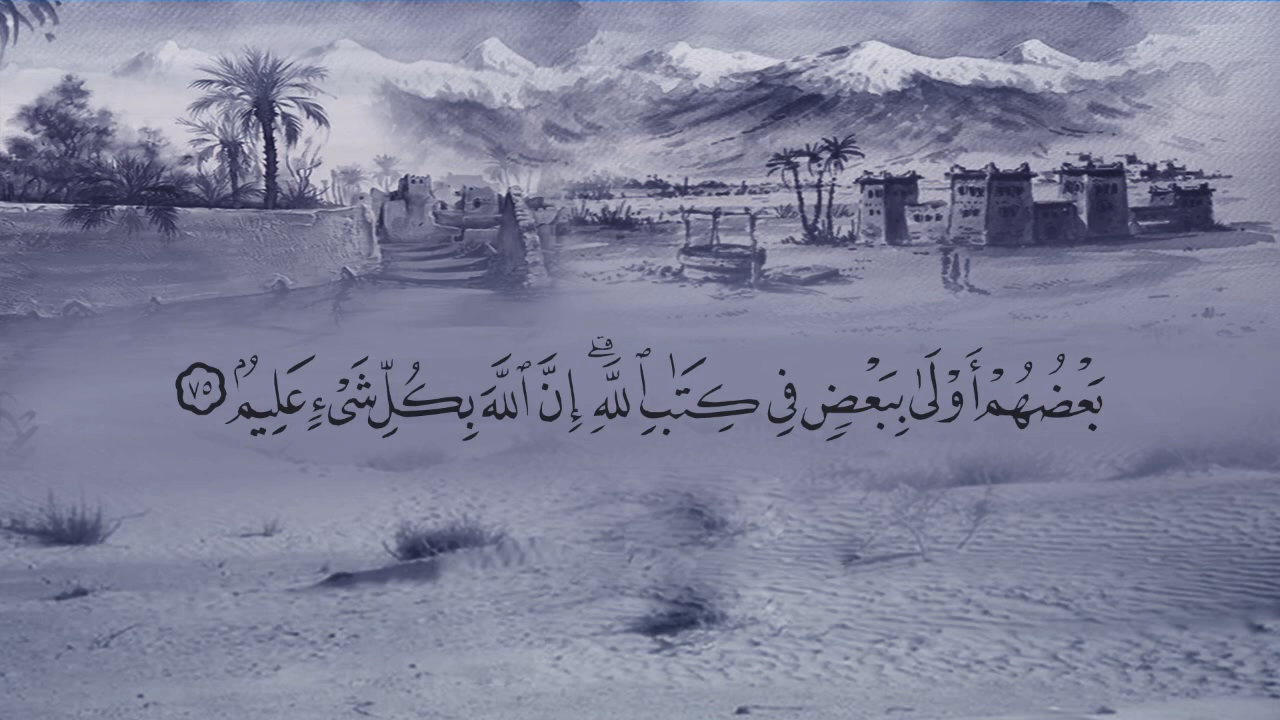 بَعْضُهُمْ أَوْلَىٰ بِبَعْضٍ فِى كِتَٰبِ ٱللَّهِ ۗ إِنَّ ٱللَّهَ بِكُلِّ شَىْءٍ عَلِيمٌۢ ٧٥